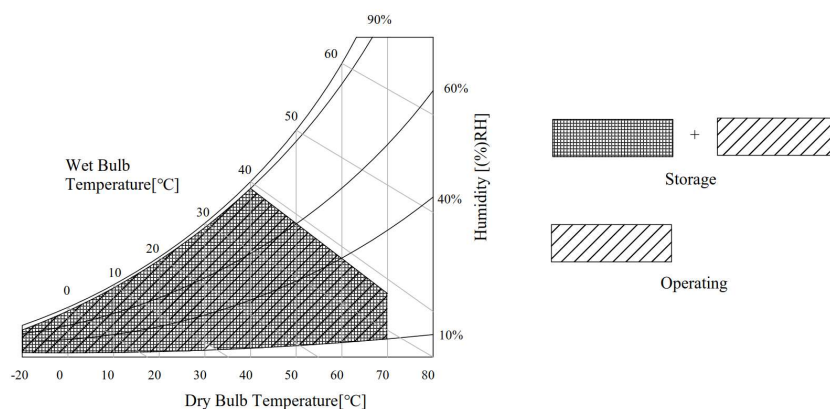 90%
60
60%
50
Wet Bulb
Temperature[℃]
40
30
20
10
0
40%
10%
Humidity [(%)RH]
-20 0 10 20 30 40 50 60 70 80
Dry Bulb Temperature[℃]
+
Storage
Operating